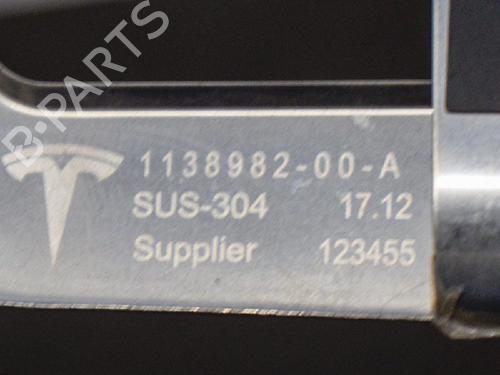 B-PARTS
1138982-00-A
SUS-304 17.12
Supplier 123455